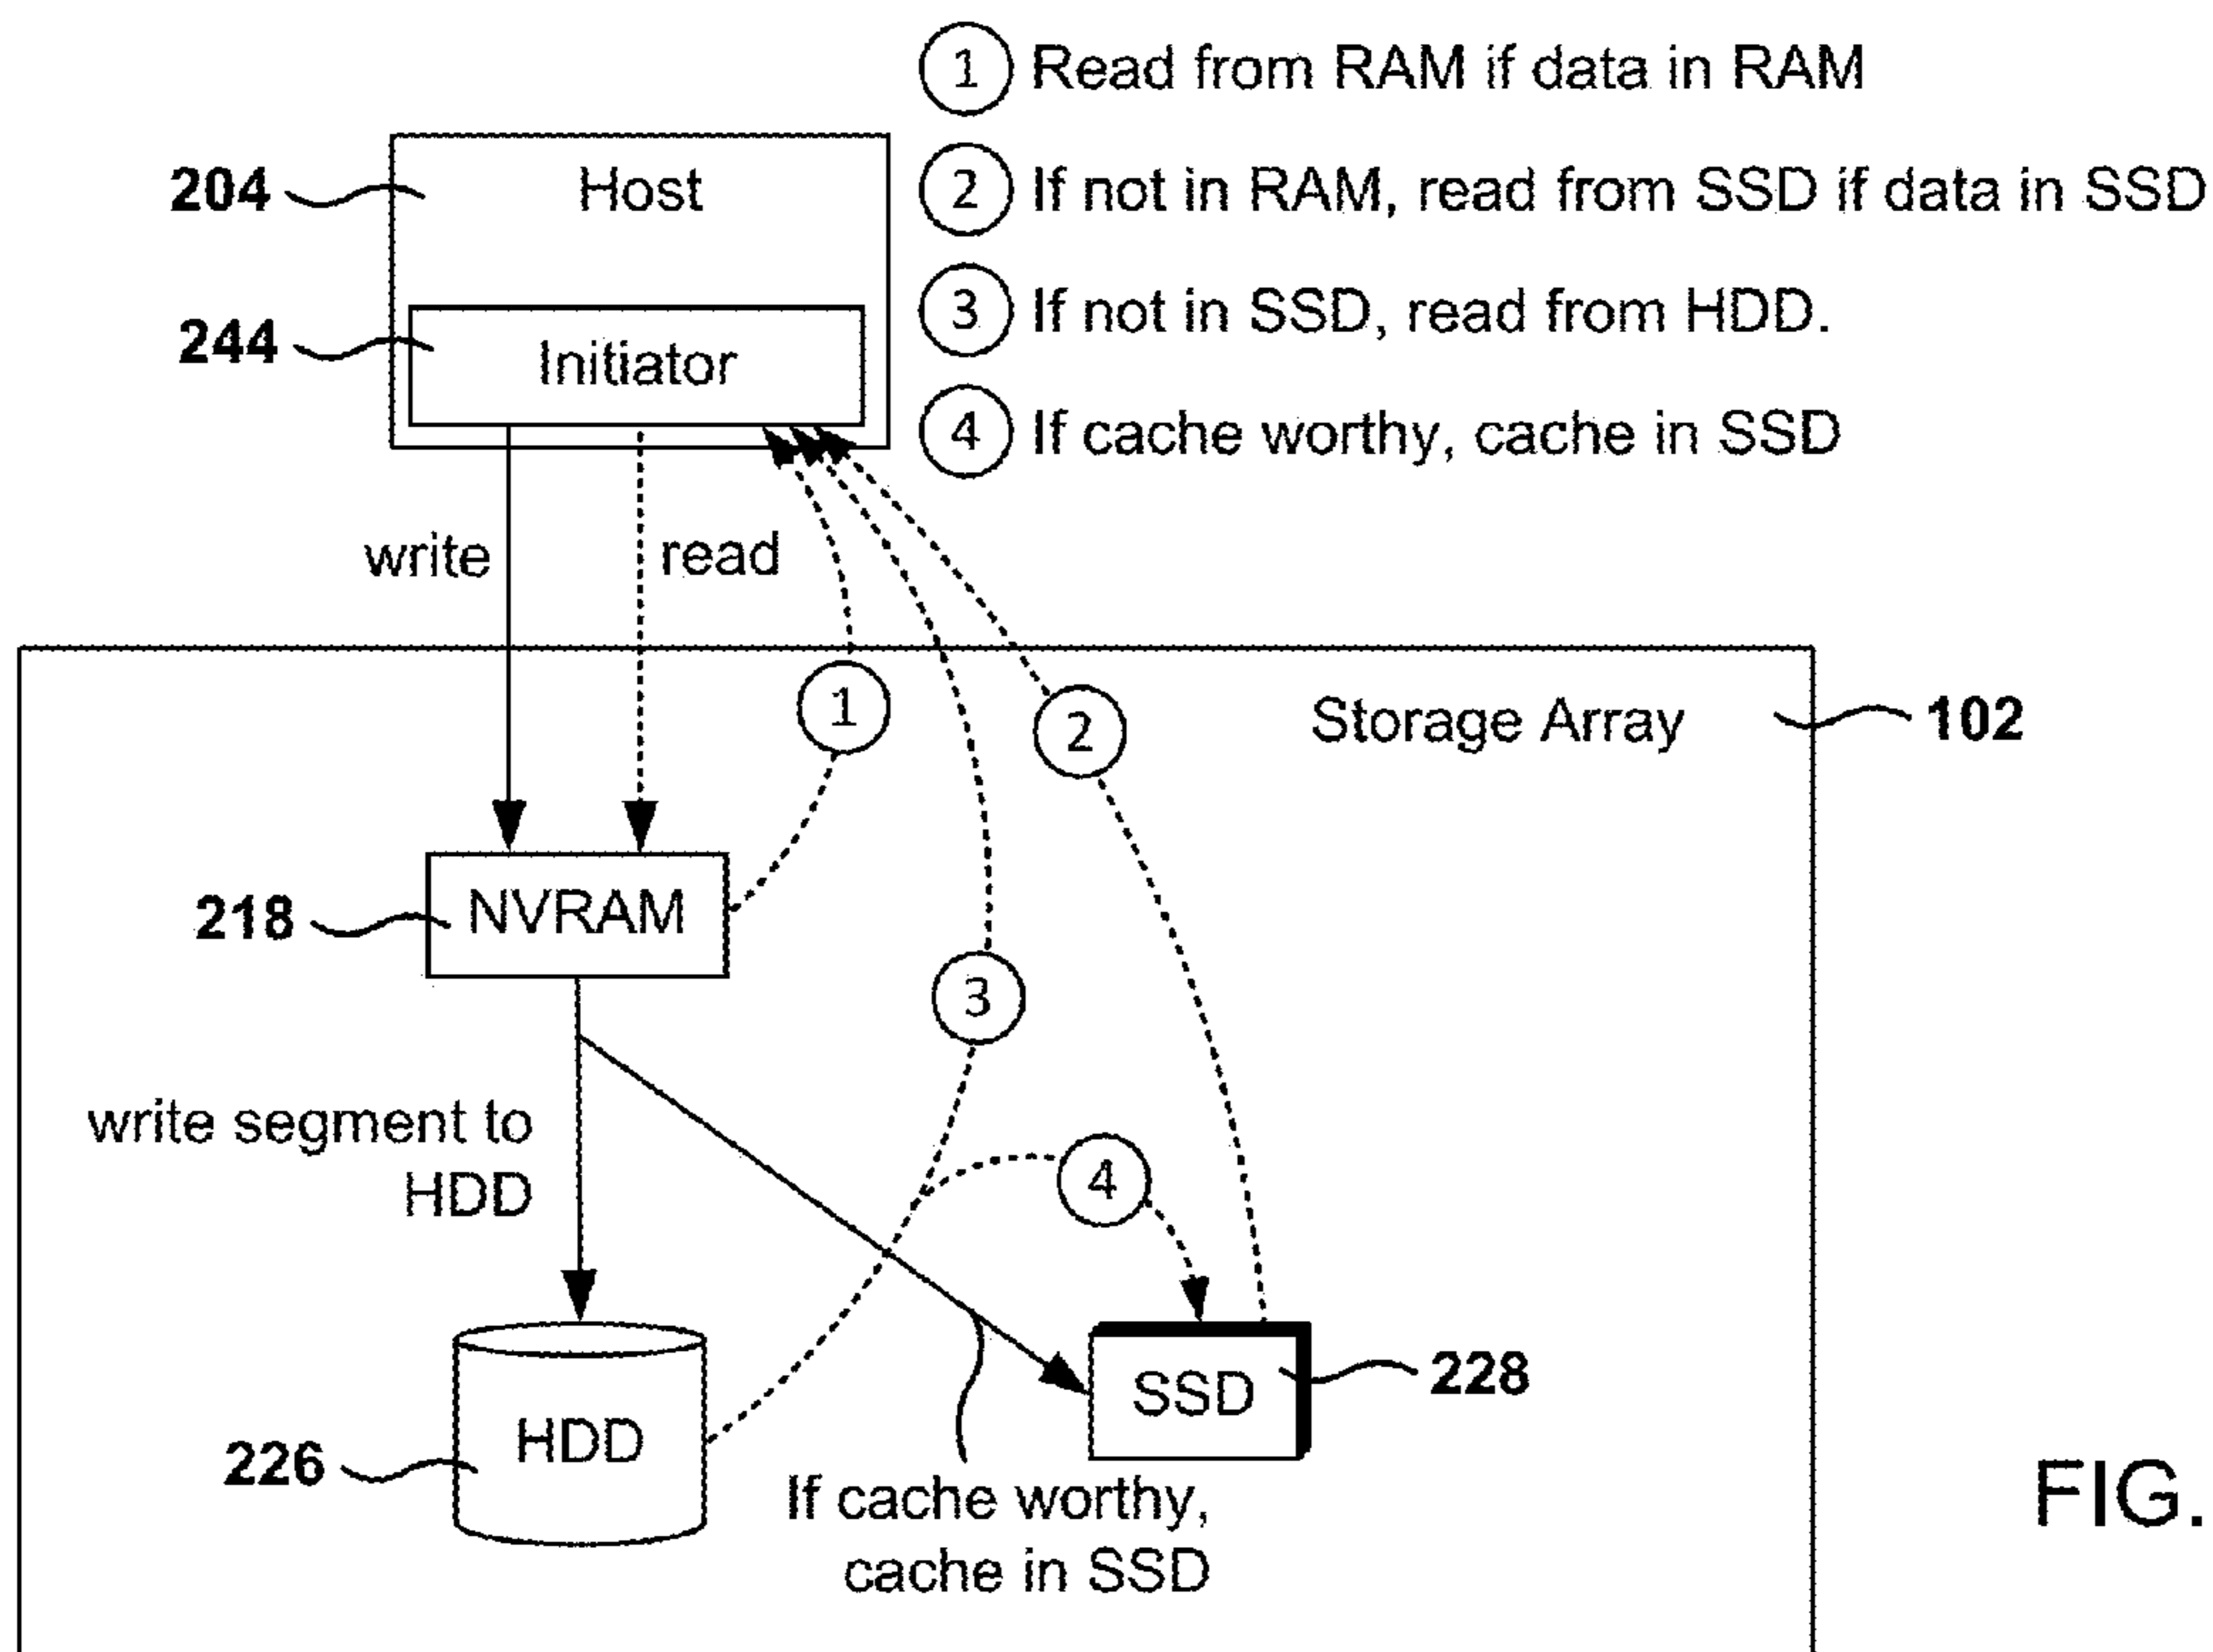 ① Read from RAM if data in RAM
204
Host
② If not in RAM, read from SSD if data in SSD
③ If not in SSD, read from HDD.
244
Initiator
④ If cache worthy, cache in SSD
write
read
①
②
Storage Array
102
218
NVRAM
③
write segment to
HDD
④
SSD
228
226
HDD
If cache worthy,
cache in SSD
FIG.